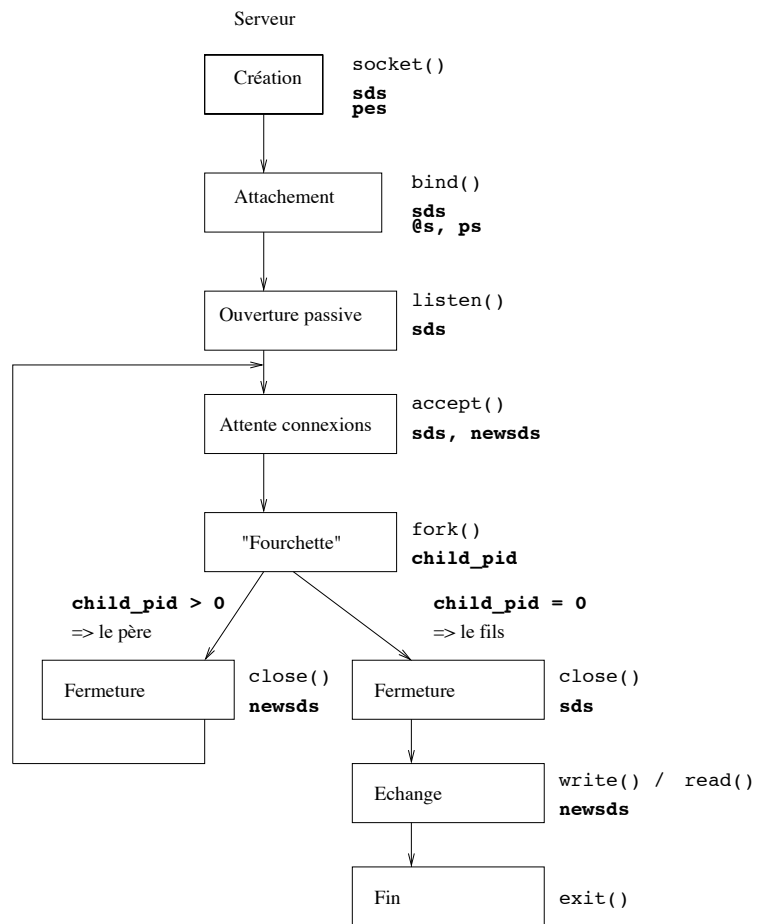 Serveur
Création
socket()
sds
pes
Attachement
bind()
sds
@s, ps
Ouverture passive
listen()
sds
Attente connexions
accept()
sds, newsds
"Fourchette"
fork()
child_pid
child_pid > 0
=> le père
child_pid = 0
=> le fils
Fermeture
close()
newsds
Fermeture
close()
sds
Echange
write() / read()
newsds
Fin
exit()